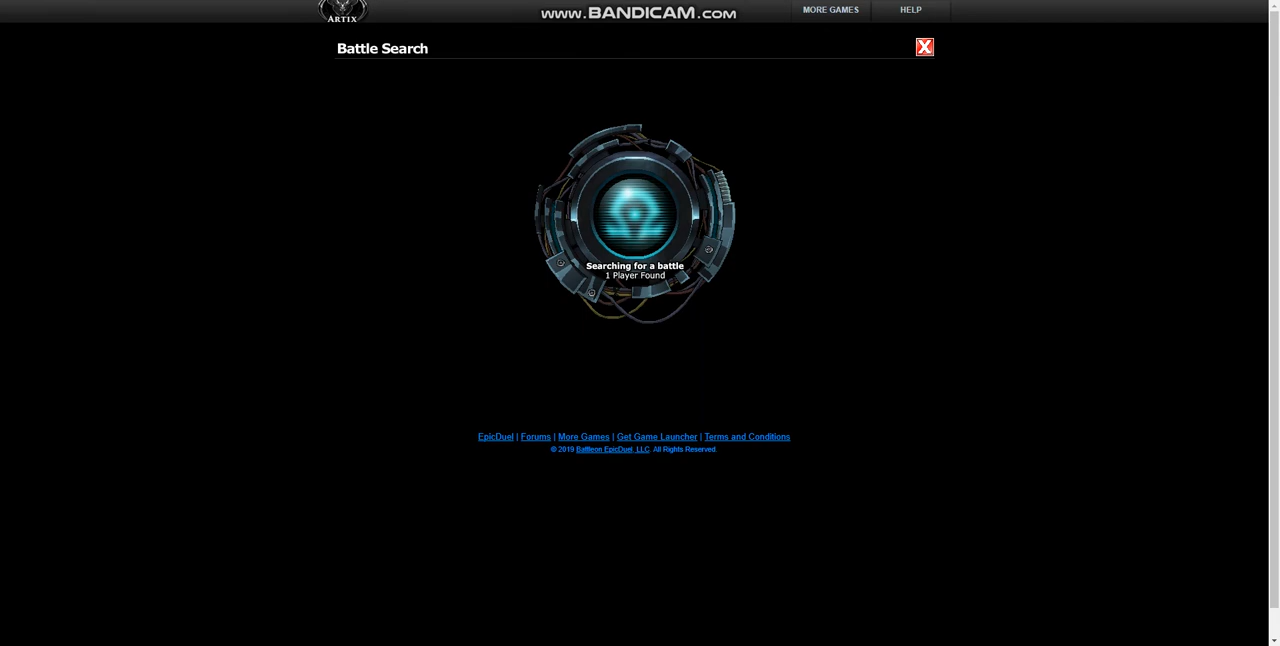 ARTIX
WWW.BANDICAM.COM
MORE GAMES
HELP
Battle Search
X
Searching for a battle
1 Player Found
EpicDuel | Forums | More Games | Get Game Launcher | Terms and Conditions
© 2019 Battleon EpicDuel, LLC. All Rights Reserved.